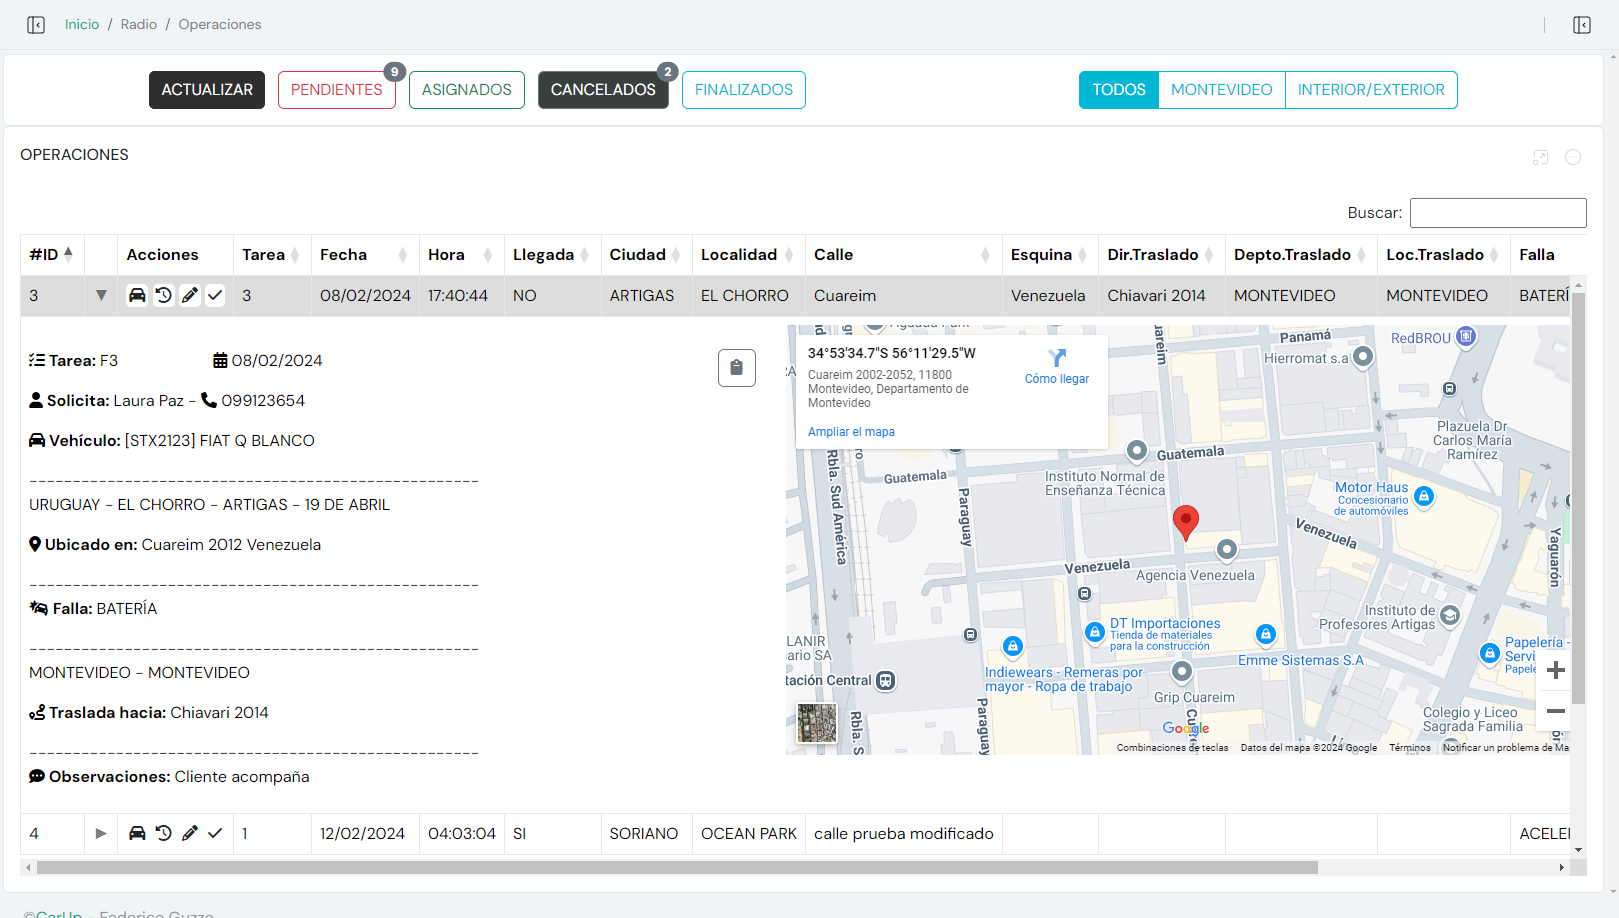 Inicio / Radio / Operaciones
ACTUALIZAR PENDIENTES 9 ASIGNADOS CANCELADOS 2 FINALIZADOS TODOS MONTEVIDEO INTERIOR/EXTERIOR
OPERACIONES
Buscar:
#ID Acciones Tarea Fecha Hora Llegada Ciudad Localidad Calle Esquina Dir.Traslado Depto.Traslado Loc.Traslado Falla
3 3 08/02/2024 17:40:44 NO ARTIGAS EL CHORRO Cuareim Venezuela Chiavari 2014 MONTEVIDEO MONTEVIDEO BATERÍ
Tarea: F3 08/02/2024
Solicita: Laura Paz - 099123654
Vehículo: [STX2123] FIAT Q BLANCO
----------------------------------------------------
URUGUAY - EL CHORRO - ARTIGAS - 19 DE ABRIL
Ubicado en: Cuareim 2012 Venezuela
----------------------------------------------------
Falla: BATERÍA
----------------------------------------------------
MONTEVIDEO - MONTEVIDEO
Traslada hacia: Chiavari 2014
----------------------------------------------------
Observaciones: Cliente acompaña
34°53'34.7"S 56°11'29.5"W
Cuareim 2002-2052, 11800
Montevideo, Departamento de
Montevideo
Cómo llegar
Ampliar el mapa
Aguada Park
Panamá
RedBROU
Hierromat s.a
Plazuela Dr
Carlos María
Ramírez
Guatemala
Guatemala
Instituto Normal de
Enseñanza Técnica
Motor Haus
Concesionario
de automóviles
Rbla. Sud América
Paraguay
Venezuela
Venezuela
Yaguarón
Agencia Venezuela
Instituto de
Profesores Artigas
DT Importaciones
Tienda de materiales
para la construcción
LANIR
ario SA
Emme Sistemas S.A
Papelería -
Servi
Papele
tación Central
Indiewears - Remeras por
mayor - Ropa de trabajo
Grip Cuareim
Paraguay
Rbla. S
Colegio y Liceo
Sagrada Familia
Google
Combinaciones de teclas Datos del mapa ©2024 Google Términos Notificar un problema de Ma
4 1 12/02/2024 04:03:04 SI SORIANO OCEAN PARK calle prueba modificado ACELE
©CarUp - Federico Guzzo